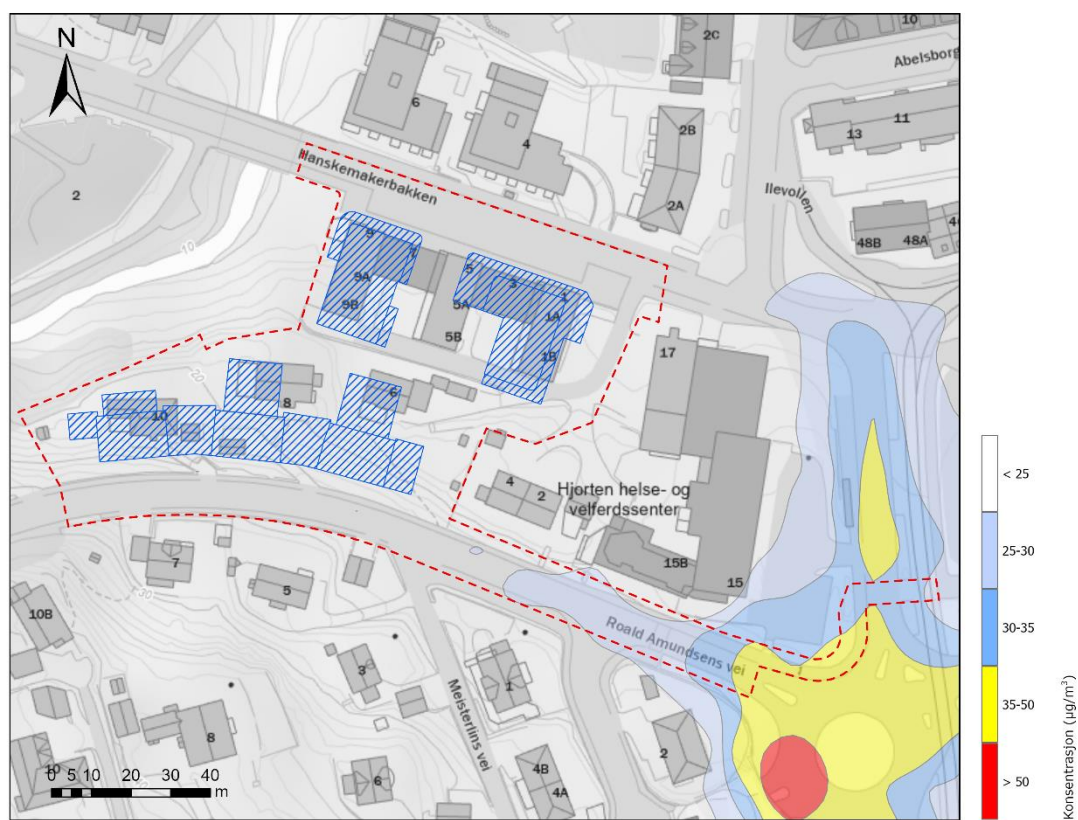 N
2C
10
Abelsborg
6
4
2B
2A
13
11
Hanskemakerbakken
Ilevollen
48B
48A
2
10
9
7
9A
9B
5
3
1
5A
1A
5B
1B
17
20
8
6
10
4
2
Hjorten helse- og
velferdssenter
15B
15
7
5
30
10B
Roald Amundsens vei
Meisterlins vei
3
1
8
2
10
6
4B
4A
0 5 10 20 30 40
m
< 25
25-30
30-35
35-50
> 50
Konsentrasjon (µg/m³)